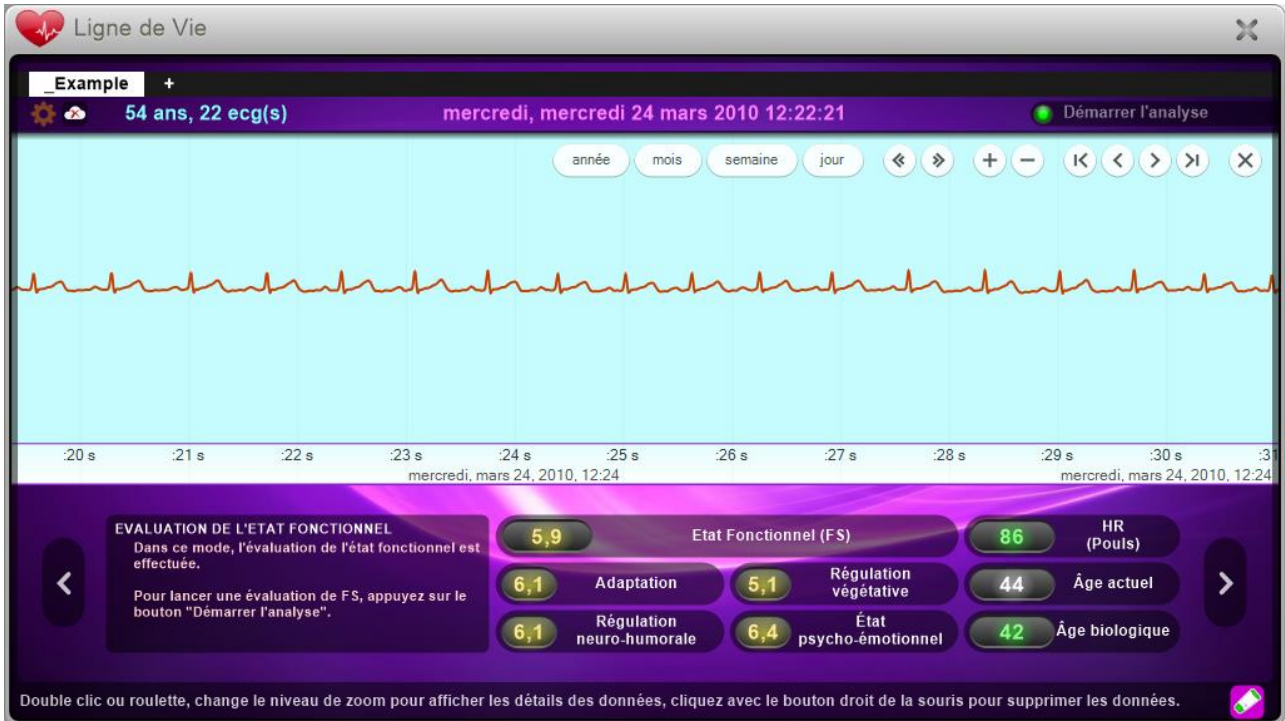 Ligne de Vie
_Example +
54 ans, 22 ecg(s) mercredi, mercredi 24 mars 2010 12:22:21 Démarrer l'analyse
année mois semaine jour
:20 s :21 s :22 s :23 s :24 s :25 s :26 s :27 s :28 s :29 s :30 s :31
mercredi, mars 24, 2010, 12:24 mercredi, mars 24, 2010, 12:24
EVALUATION DE L'ETAT FONCTIONNEL
Dans ce mode, l'évaluation de l'état fonctionnel est
effectuée.
Pour lancer une évaluation de FS, appuyez sur le
bouton "Démarrer l'analyse".
5,9 Etat Fonctionnel (FS)
86 HR
(Pouls)
6,1 Adaptation
5,1 Régulation
végétative
44 Âge actuel
6,1 Régulation
neuro-humorale
6,4 État
psycho-émotionnel
42 Âge biologique
Double clic ou roulette, change le niveau de zoom pour afficher les détails des données, cliquez avec le bouton droit de la souris pour supprimer les données.